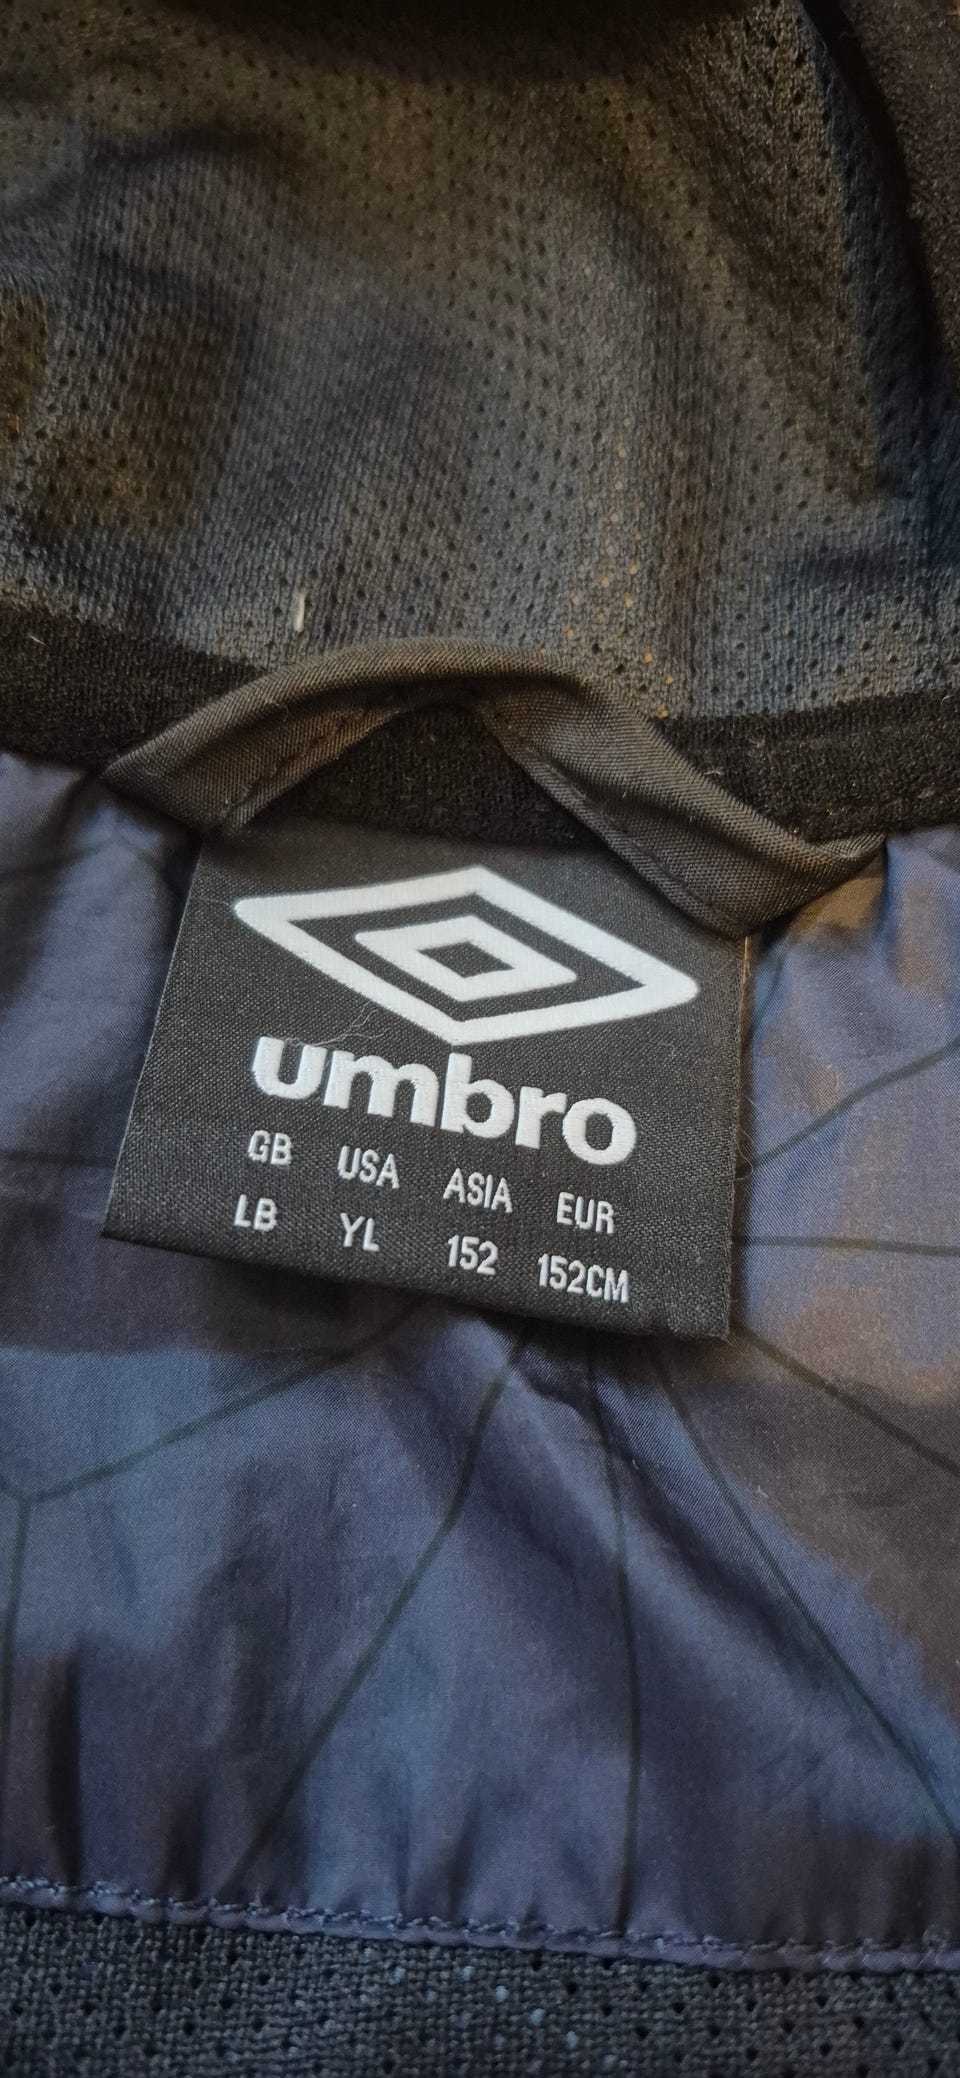 umbro
GB USA ASIA EUR
LB YL 152 152CM